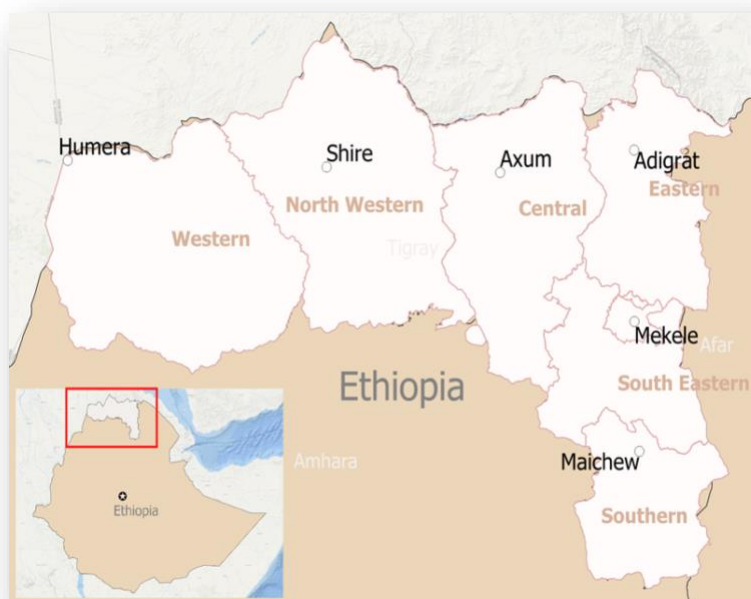 Humera
Shire
Axum
Adigrat
Eastern
North Western
Central
Western
Tigray
Mekele
Afar
South Eastern
Ethiopia
Amhara
Maichew
Southern
Ethiopia